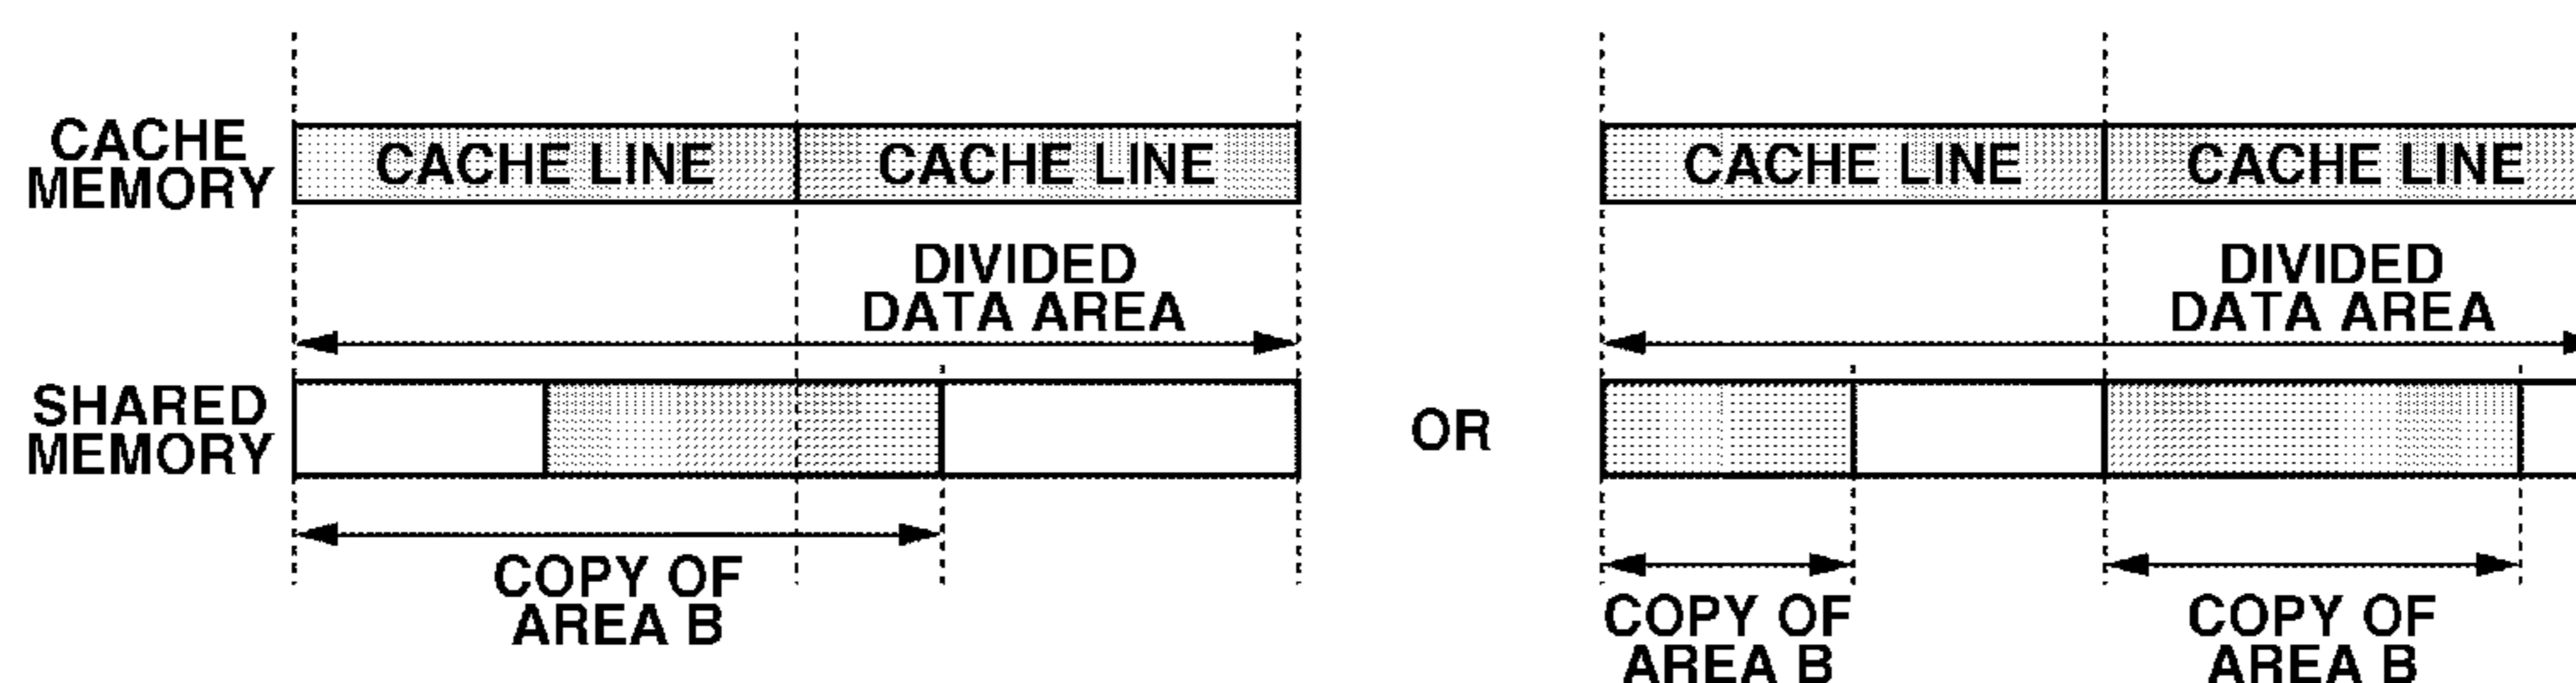 CACHE
MEMORY
CACHE LINE
CACHE LINE
CACHE LINE
CACHE LINE
DIVIDED
DATA AREA
DIVIDED
DATA AREA
SHARED
MEMORY
OR
COPY OF
AREA B
COPY OF
AREA B
COPY OF
AREA B